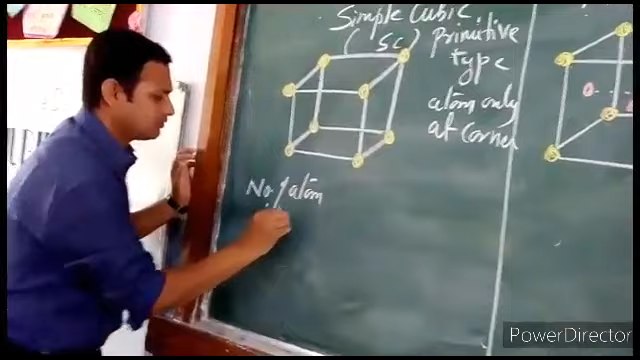 Simple Cubic
( SC ) primitive
type
atom only
at corner
No. of atom
PowerDirector